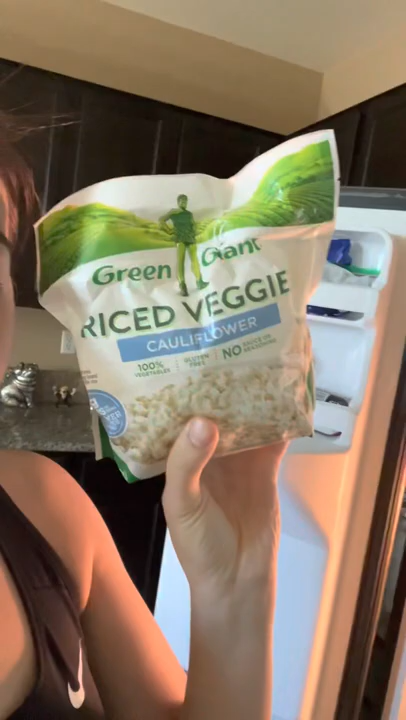 Green Giant
RICED VEGGIE
CAULIFLOWER
100% VEGETABLES
GLUTEN FREE
NO SAUCE OR SEASONING